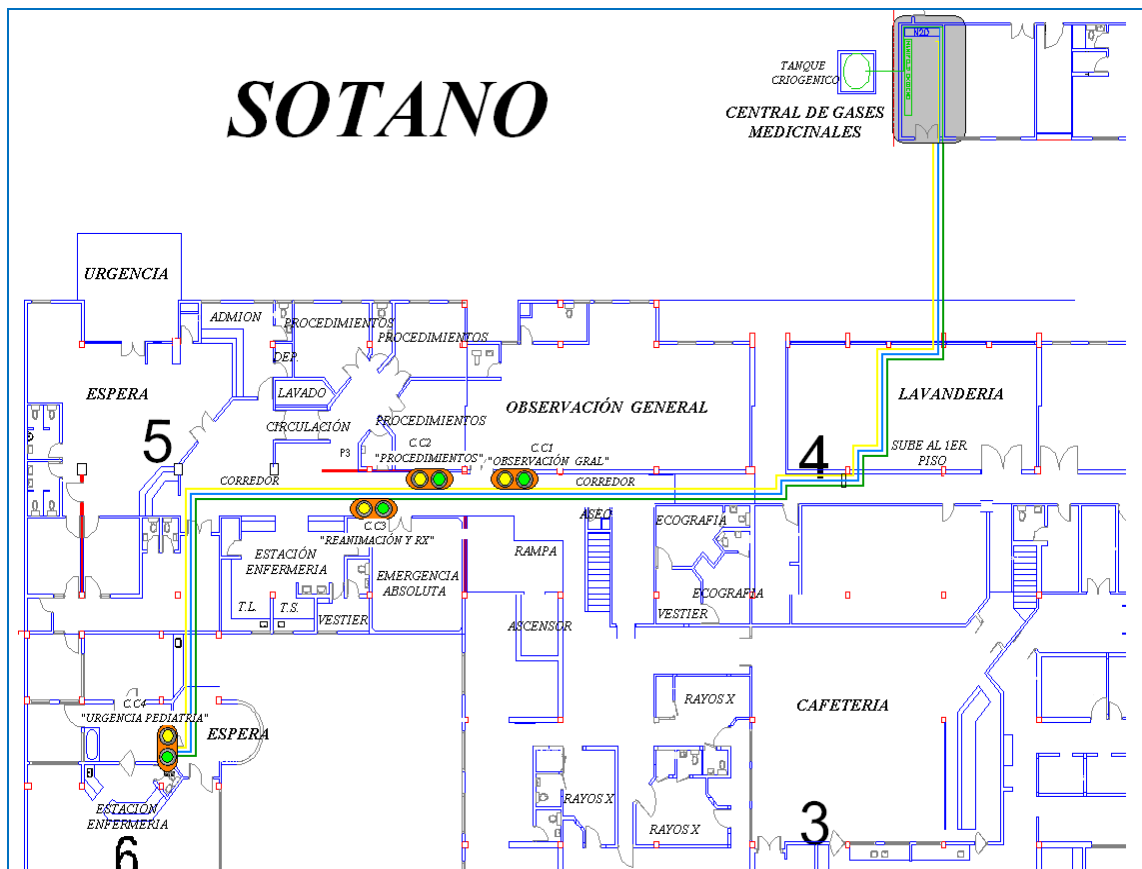 N2O
TANQUE
CRIOGENICO
CENTRAL DE GASES
MEDICINALES
SOTANO
URGENCIA
ADMION
PROCEDIMIENTOS
PROCEDIMIENTOS
DEP.
ESPERA
LAVADO
OBSERVACIÓN GENERAL
LAVANDERIA
CIRCULACIÓN
PROCEDIMIENTOS
5
P3
C.C2
"PROCEDIMIENTOS"
C.C1
"OBSERVACIÓN GRAL"
4
SUBE AL 1ER
PISO
CORREDOR
CORREDOR
C.C3
"REANIMACIÓN Y RX"
ASEO
ECOGRAFIA
ESTACIÓN
ENFERMERIA
RAMPA
EMERGENCIA
ABSOLUTA
ECOGRAFIA
T.L.
T.S.
VESTIER
ASCENSOR
VESTIER
C.C4
"URGENCIA PEDIATRIA"
ESPERA
RAYOS X
CAFETERIA
ESTACIÓN
ENFERMERIA
RAYOS X
RAYOS X
3
6